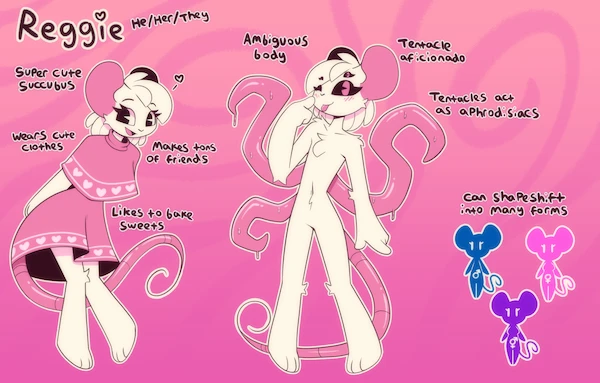 Reggie
He/Her/They
Super cute
succubus
Wears cute
clothes
Makes tons
of friends
Likes to bake
sweets
Ambiguous
body
Tentacle
aficionado
Tentacles act
as aphrodisiacs
can shapeshift
into many forms